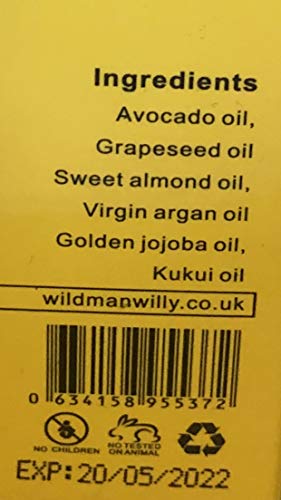 Ingredients
Avocado oil,
Grapeseed oil
Sweet almond oil,
Virgin argan oil
Golden jojoba oil,
Kukui oil
wildmanwilly.co.uk
0 634158 955372
NO CHILDREN
NO TESTED
ON ANIMAL
EXP:20/05/2022